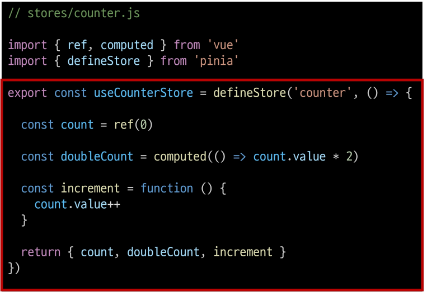 // stores/counter.js
import { ref, computed } from 'vue'
import { defineStore } from 'pinia'
export const useCounterStore = defineStore('counter', () => {
const count = ref(0)
const doubleCount = computed(() => count.value * 2)
const increment = function () {
count.value++
}
return { count, doubleCount, increment }
})